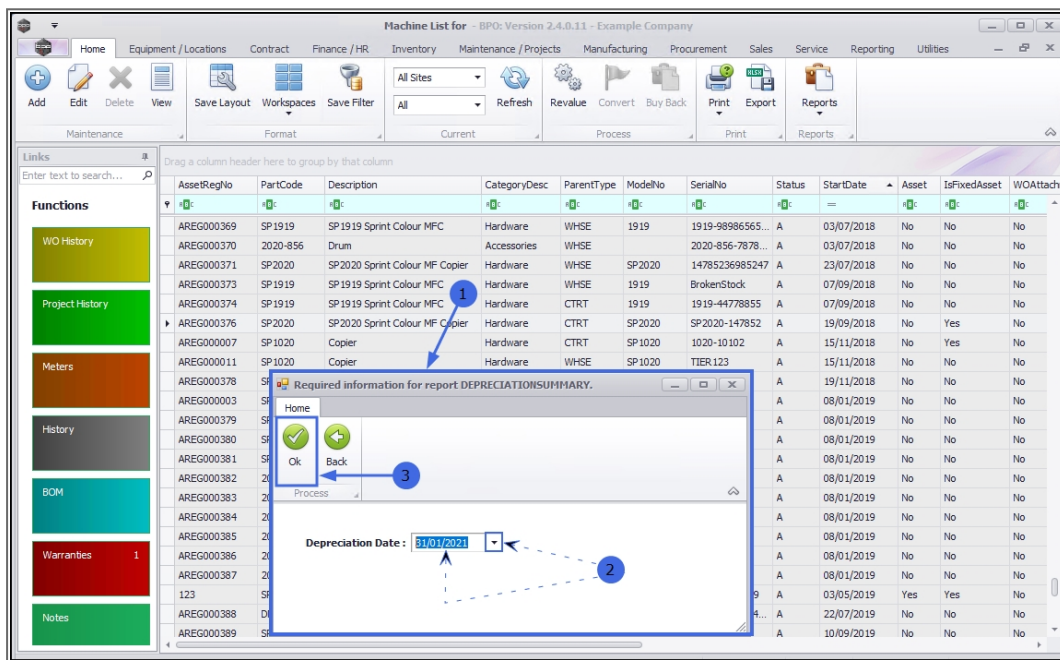 Machine List for - BPO: Version 2.4.0.11 - Example Company
Home Equipment / Locations Contract Finance / HR Inventory Maintenance / Projects Manufacturing Procurement Sales Service Reporting Utilities
Add Edit Delete View Save Layout Workspaces Save Filter All Sites All Refresh Revalue Convert Buy Back Print Export Reports
Maintenance Format Current Process Print Reports
Links
Enter text to search...
Functions
WO History
Project History
Meters
History
BOM
Warranties 1
Notes
Drag a column header here to group by that column
AssetRegNo PartCode Description CategoryDesc ParentType ModelNo SerialNo Status StartDate Asset IsFixedAsset WOAttach
=
AREG000369 SP1919 SP1919 Sprint Colour MFC Hardware WHSE 1919 1919-98986565... A 03/07/2018 No No No
AREG000370 2020-856 Drum Accessories WHSE 2020-856-7878... A 03/07/2018 No No No
AREG000371 SP2020 SP2020 Sprint Colour MF Copier Hardware WHSE SP2020 14785236985247 A 23/07/2018 No No No
AREG000373 SP1919 SP1919 Sprint Colour MFC Hardware WHSE 1919 BrokenStock A 07/09/2018 No No No
AREG000374 SP1919 SP1919 Sprint Colour MFC Hardware CTRT 1919 1919-44778855 A 07/09/2018 No No No
AREG000376 SP2020 SP2020 Sprint Colour MF Copier Hardware CTRT SP2020 SP2020-147852 A 19/09/2018 No Yes No
AREG000007 SP1020 Copier Hardware CTRT SP1020 1020-10102 A 15/11/2018 No Yes No
AREG000011 SP1020 Copier Hardware WHSE SP1020 TIER123 A 15/11/2018 No No No
AREG000378 A 19/11/2018 No No No
AREG000003 A 08/01/2019 No No No
AREG000379 A 08/01/2019 No No No
AREG000380 A 08/01/2019 No No No
AREG000381 A 08/01/2019 No No No
AREG000382 A 08/01/2019 No No No
AREG000383 A 08/01/2019 No No No
AREG000384 A 08/01/2019 No No No
AREG000385 A 08/01/2019 No No No
AREG000386 A 08/01/2019 No No No
AREG000387 A 08/01/2019 No No No
123 9 A 03/05/2019 Yes Yes No
AREG000388 4... A 22/07/2019 No No No
AREG000389 A 10/09/2019 No No No
1
Required information for report DEPRECIATIONSUMMARY.
Home
Ok Back
3
Process
Depreciation Date : 31/01/2021
2